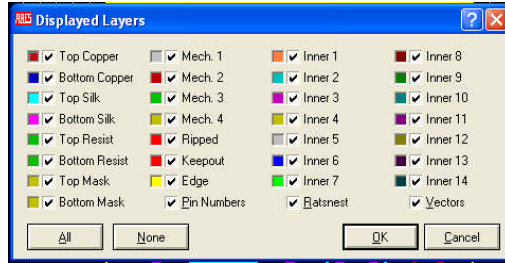 ARES Displayed Layers
Top Copper Mech. 1 Inner 1 Inner 8
Bottom Copper Mech. 2 Inner 2 Inner 9
Top Silk Mech. 3 Inner 3 Inner 10
Bottom Silk Mech. 4 Inner 4 Inner 11
Top Resist Ripped Inner 5 Inner 12
Bottom Resist Keepout Inner 6 Inner 13
Top Mask Edge Inner 7 Inner 14
Bottom Mask Pin Numbers Ratsnest Vectors
All None OK Cancel